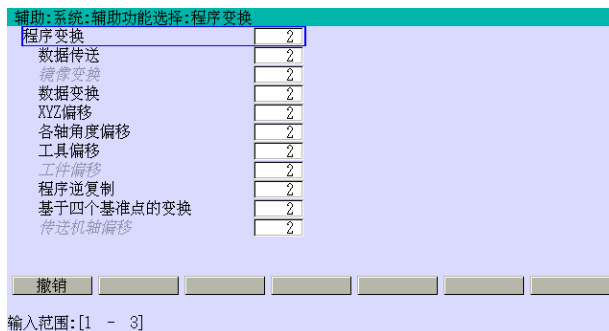 辅助:系统:辅助功能选择:程序变换
程序变换 2
数据传送 2
镜像变换 2
数据变换 2
XYZ偏移 2
各轴角度偏移 2
工具偏移 2
工件偏移 2
程序逆复制 2
基于四个基准点的变换 2
传送机轴偏移 2
撤销
输入范围:[1 - 3]